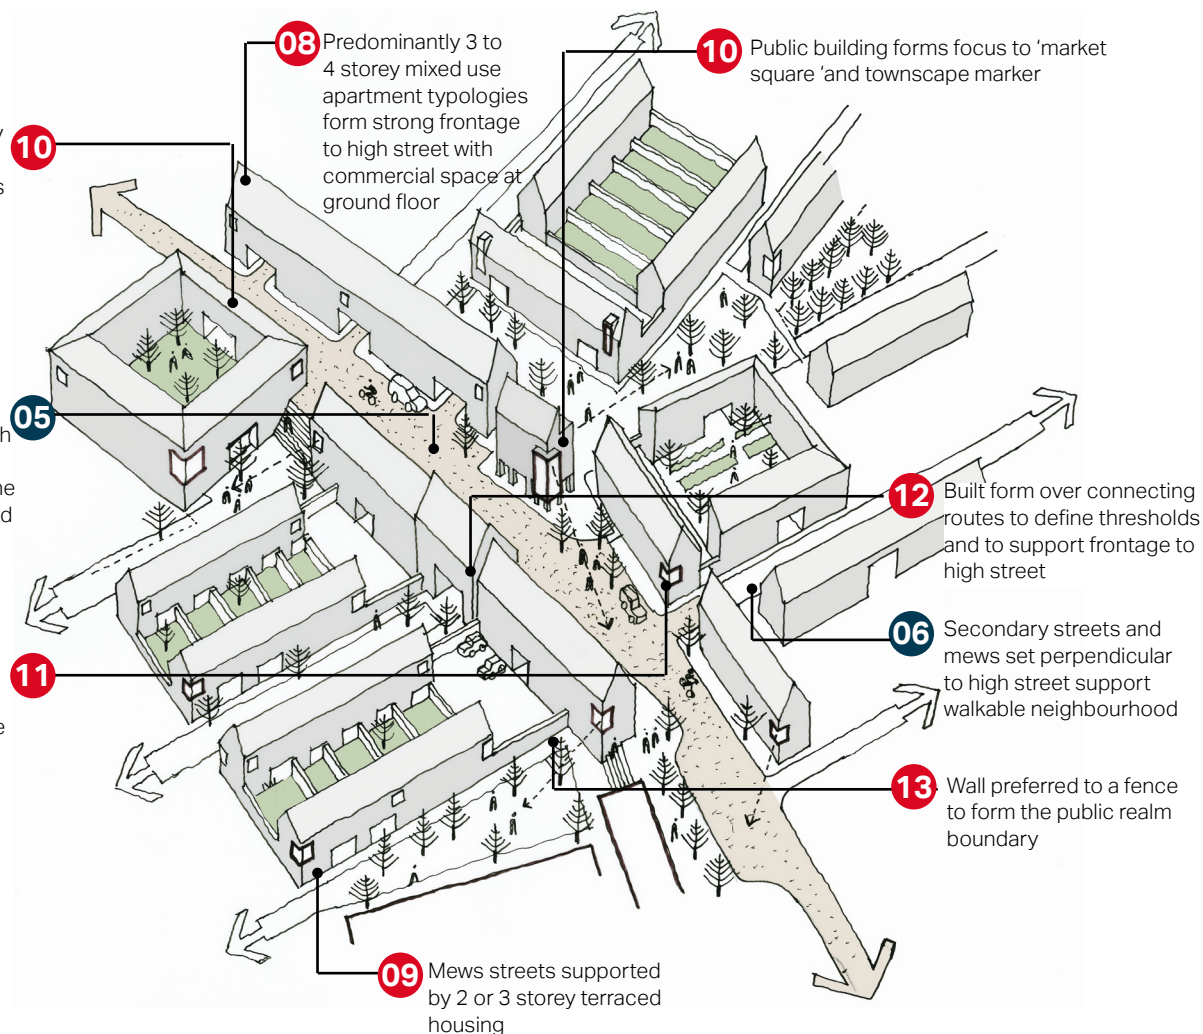 08
Predominantly 3 to
4 storey mixed use
apartment typologies
form strong frontage
to high street with
commercial space at
ground floor
10
Public building forms focus to 'market
square 'and townscape marker
10
05
12
Built form over connecting
routes to define thresholds
and to support frontage to
high street
06
Secondary streets and
mews set perpendicular
to high street support
walkable neighbourhood
11
13
Wall preferred to a fence
to form the public realm
boundary
09
Mews streets supported
by 2 or 3 storey terraced
housing